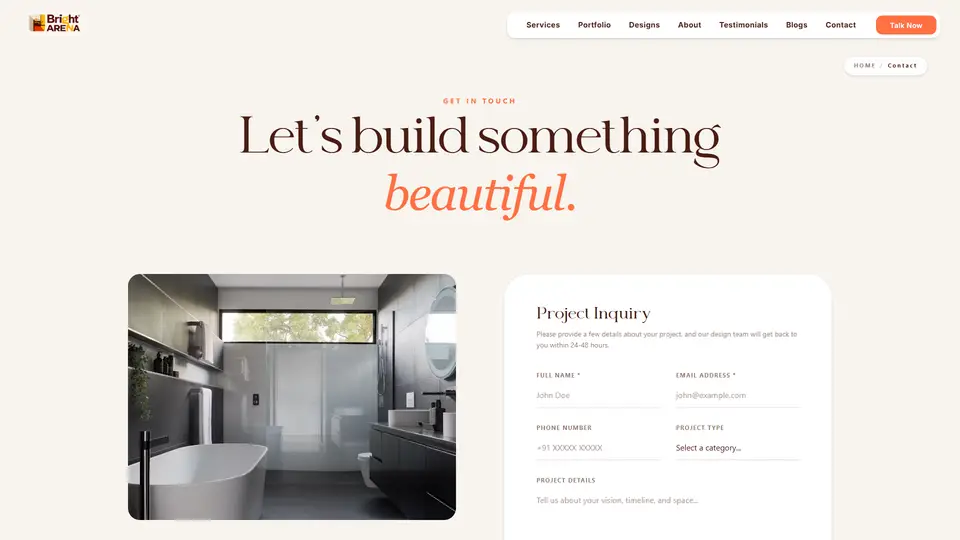 Bright
ARENA
Services Portfolio Designs About Testimonials Blogs Contact Talk Now
HOME / Contact
GET IN TOUCH
Let's build something
beautiful.
Project Inquiry
Please provide a few details about your project, and our design team will get back to
you within 24-48 hours.
FULL NAME * EMAIL ADDRESS *
John Doe john@example.com
PHONE NUMBER PROJECT TYPE
+91 XXXXX XXXXX Select a category...
PROJECT DETAILS
Tell us about your vision, timeline, and space...